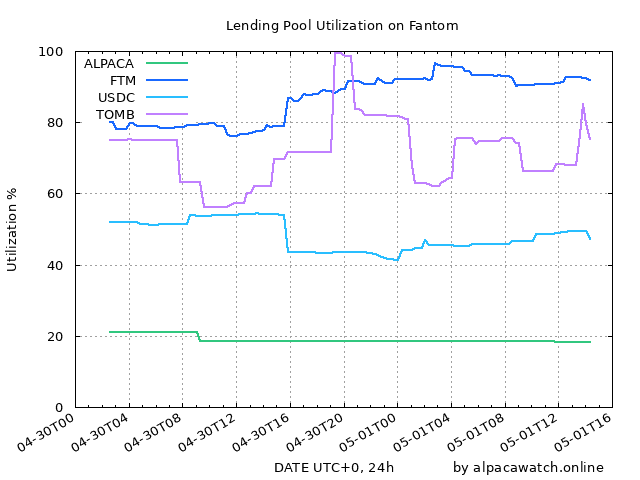 Lending Pool Utilization on Fantom
ALPACA
FTM
USDC
TOMB
100
80
60
40
20
0
Utilization %
04-30T00
04-30T04
04-30T08
04-30T12
04-30T16
04-30T20
05-01T00
05-01T04
05-01T08
05-01T12
05-01T16
DATE UTC+0, 24h
by alpacawatch.online